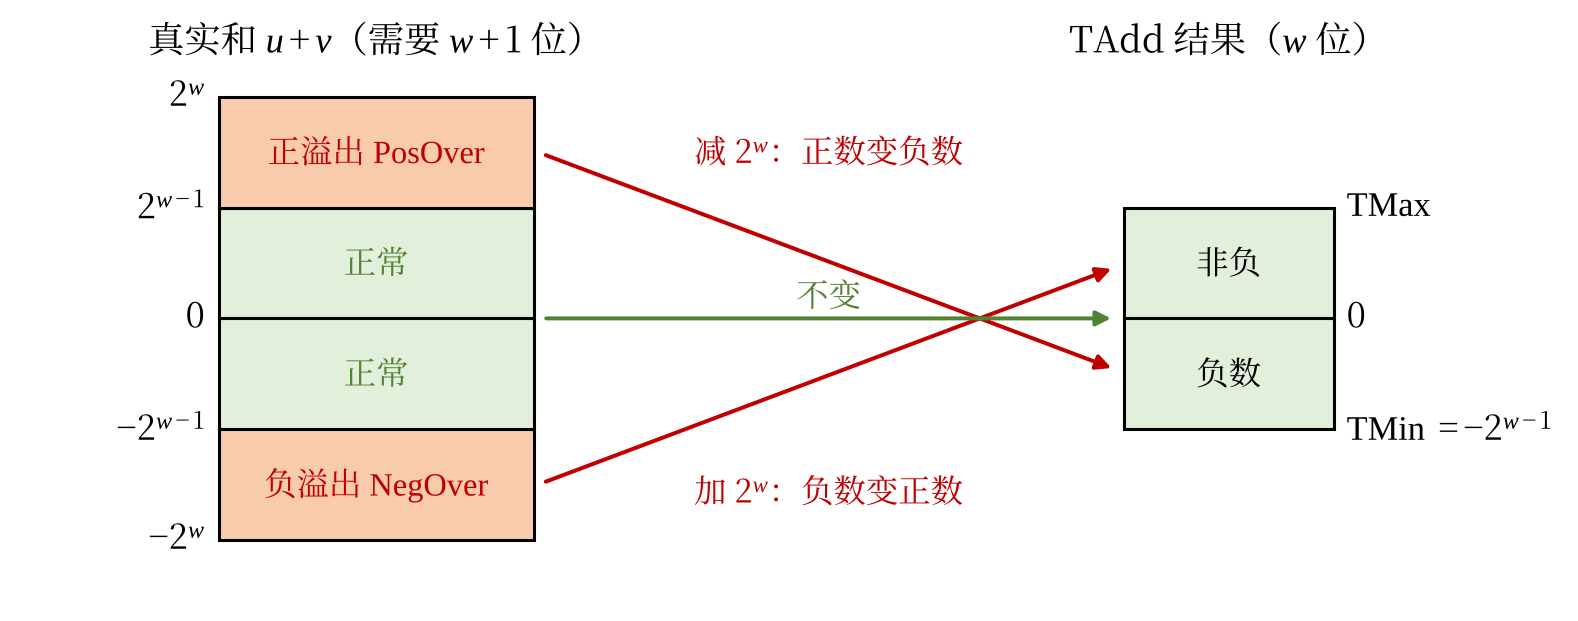 真实和 u+v（需要 w+1 位）
TAdd 结果（w 位）
2^w
正溢出 PosOver
减 2^w：正数变负数
2^{w−1}
TMax
正常
非负
不变
0
0
正常
负数
−2^{w−1}
TMin =−2^{w−1}
负溢出 NegOver
加 2^w：负数变正数
−2^w